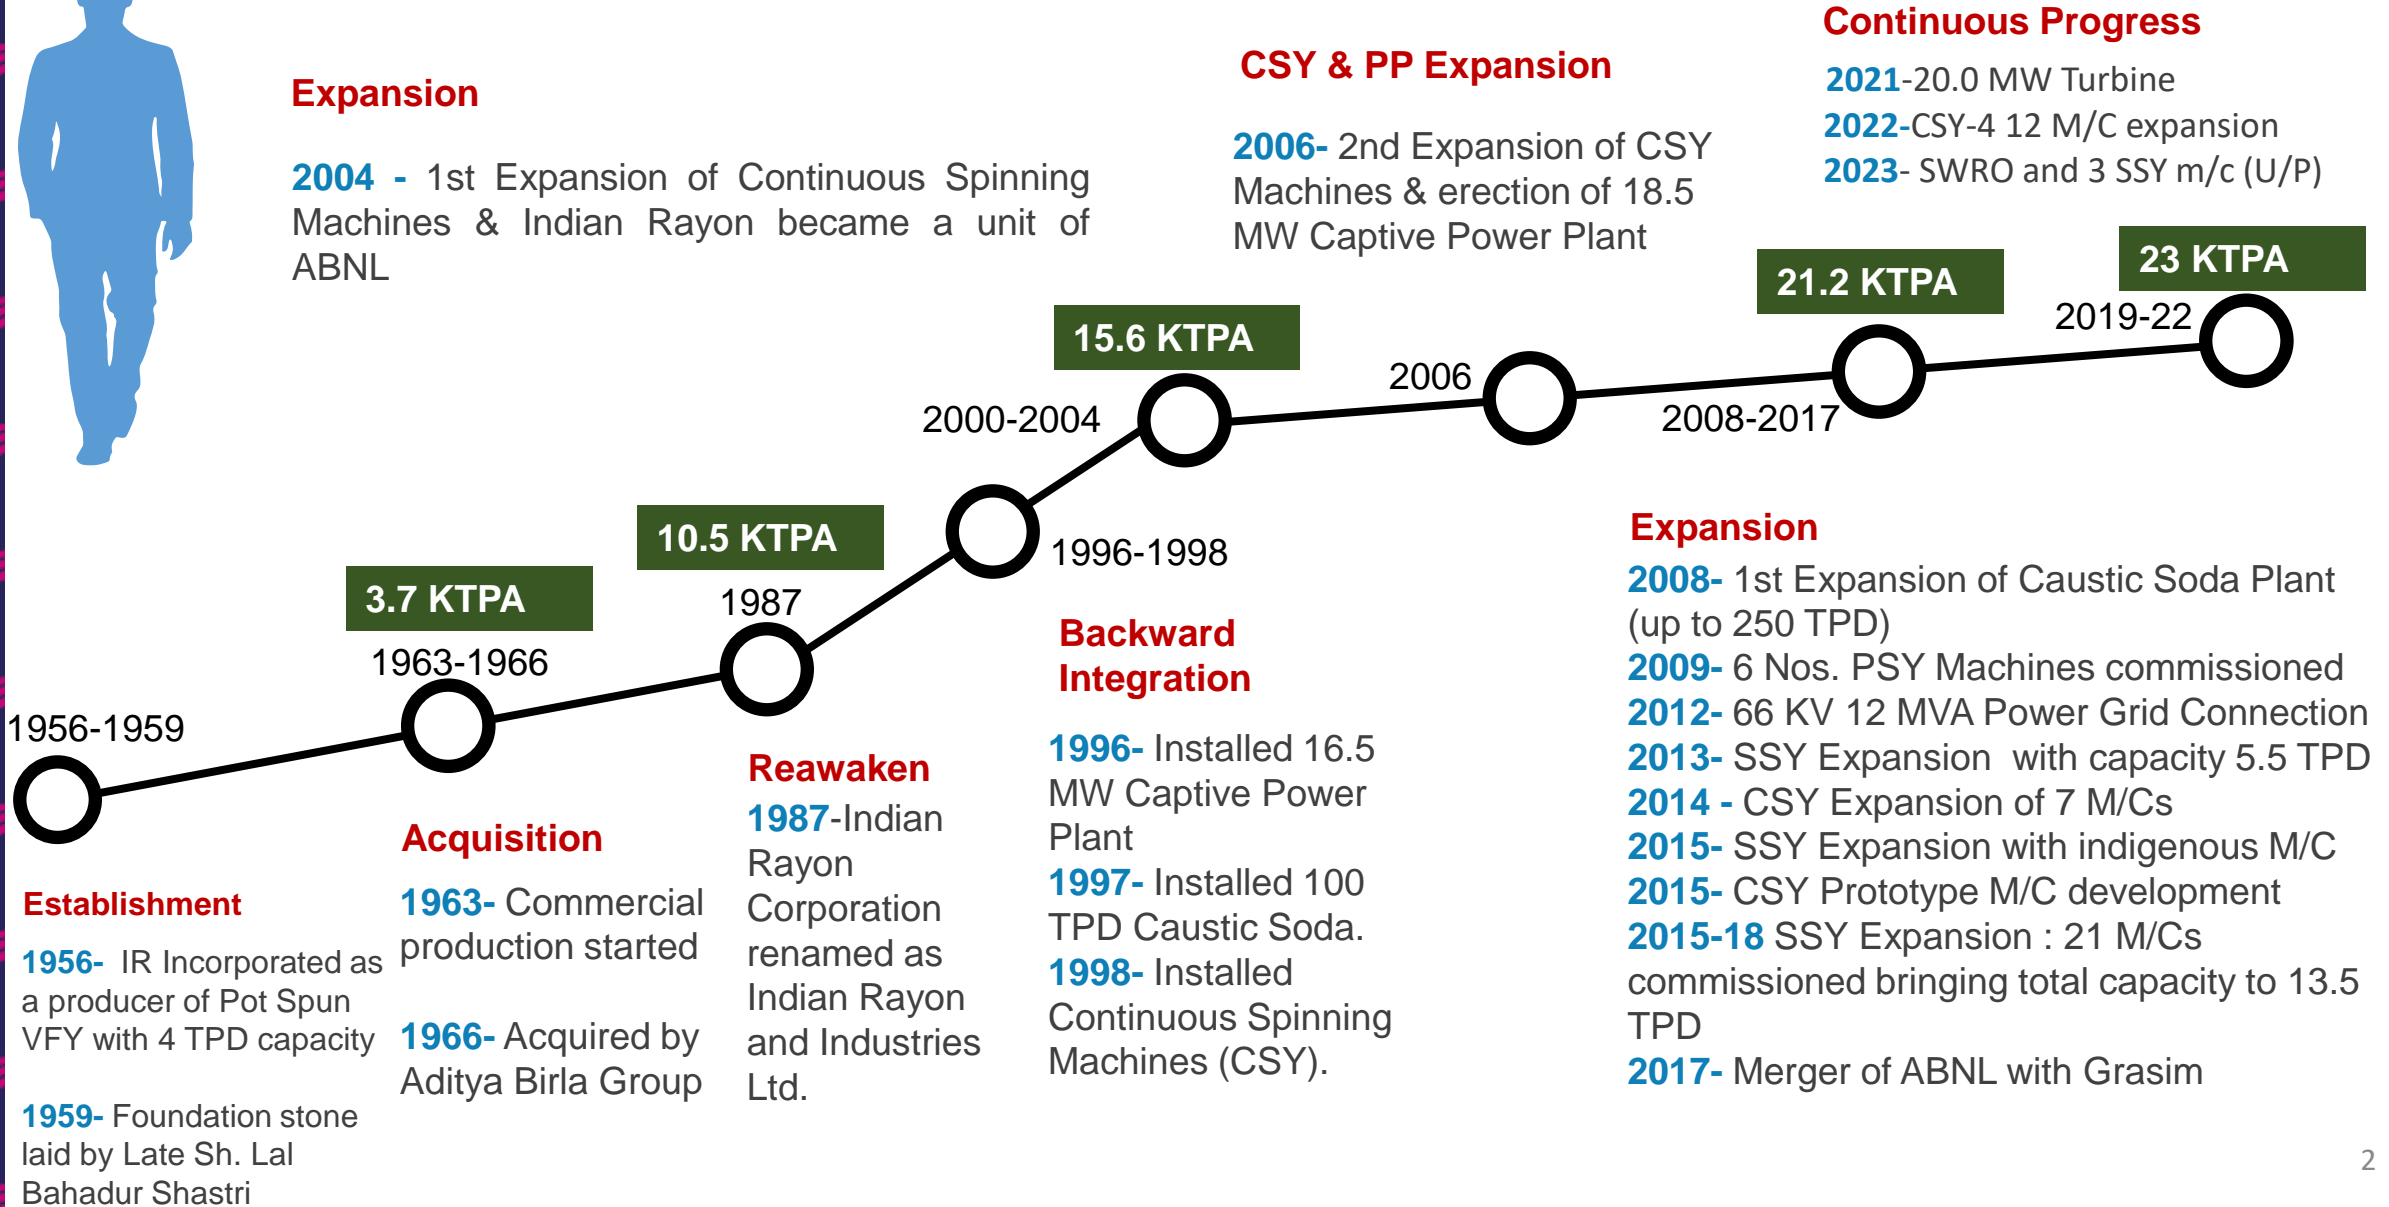 Continuous Progress
2021-20.0 MW Turbine
2022-CSY-4 12 M/C expansion
2023- SWRO and 3 SSY m/c (U/P)
CSY & PP Expansion
2006- 2nd Expansion of CSY
Machines & erection of 18.5
MW Captive Power Plant
Expansion
2004 - 1st Expansion of Continuous Spinning
Machines & Indian Rayon became a unit of
ABNL
23 KTPA
2019-22
21.2 KTPA
2008-2017
2006
15.6 KTPA
2000-2004
1996-1998
10.5 KTPA
1987
3.7 KTPA
1963-1966
1956-1959
Establishment
1956- IR Incorporated as
a producer of Pot Spun
VFY with 4 TPD capacity
1959- Foundation stone
laid by Late Sh. Lal
Bahadur Shastri
Acquisition
1963- Commercial
production started
1966- Acquired by
Aditya Birla Group
Reawaken
1987-Indian
Rayon
Corporation
renamed as
Indian Rayon
and Industries
Ltd.
Backward
Integration
1996- Installed 16.5
MW Captive Power
Plant
1997- Installed 100
TPD Caustic Soda.
1998- Installed
Continuous Spinning
Machines (CSY).
Expansion
2008- 1st Expansion of Caustic Soda Plant
(up to 250 TPD)
2009- 6 Nos. PSY Machines commissioned
2012- 66 KV 12 MVA Power Grid Connection
2013- SSY Expansion with capacity 5.5 TPD
2014 - CSY Expansion of 7 M/Cs
2015- SSY Expansion with indigenous M/C
2015- CSY Prototype M/C development
2015-18 SSY Expansion : 21 M/Cs
commissioned bringing total capacity to 13.5
TPD
2017- Merger of ABNL with Grasim
2